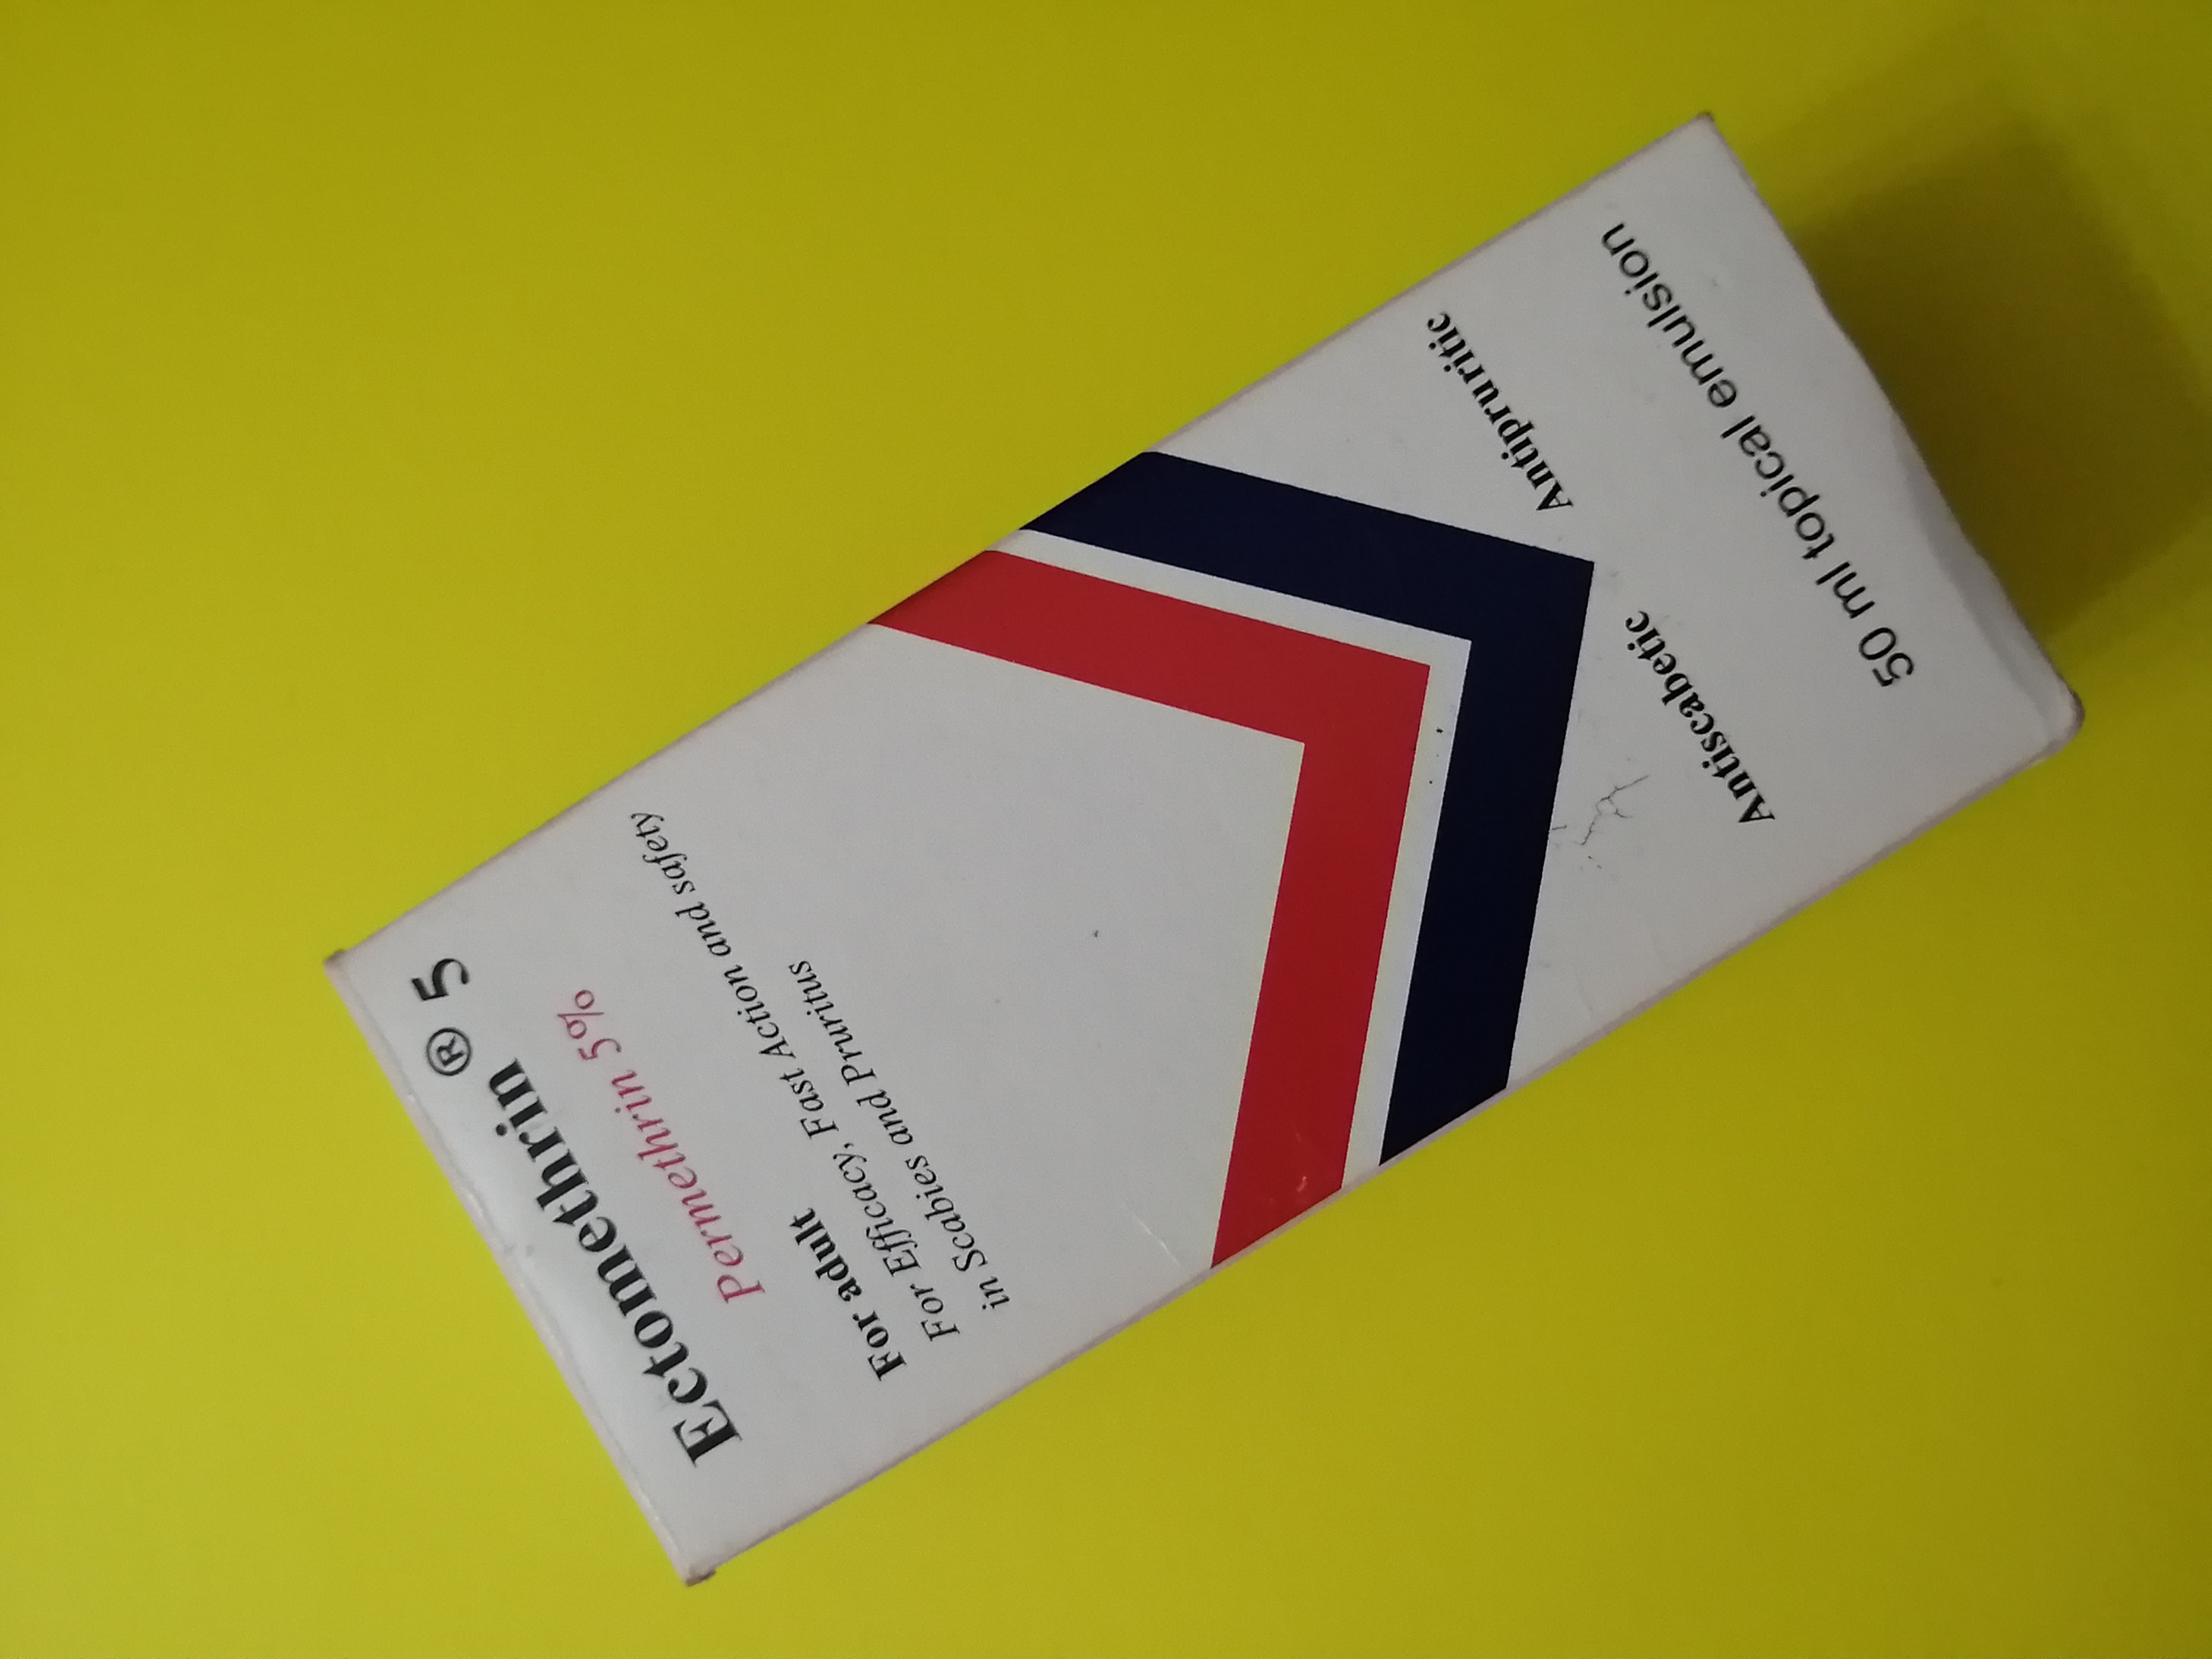 Ectomethrin ® 5
Permethrin 5%
For adult
For Efficacy, Fast Action and safety
in Scabies and Pruritus
Antiscabetic Antipruritic
50 ml topical emulsion